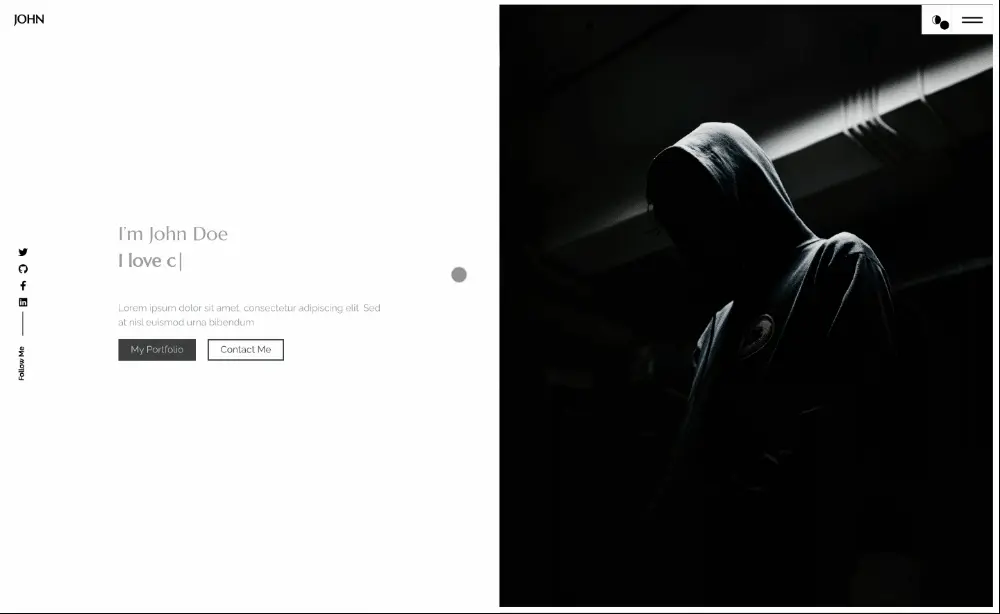 JOHN
I'm John Doe
I love c|
Lorem ipsum dolor sit amet, consectetur adipiscing elit. Sed
at nisl euismod urna bibendum
My Portfolio
Contact Me
Follow Me